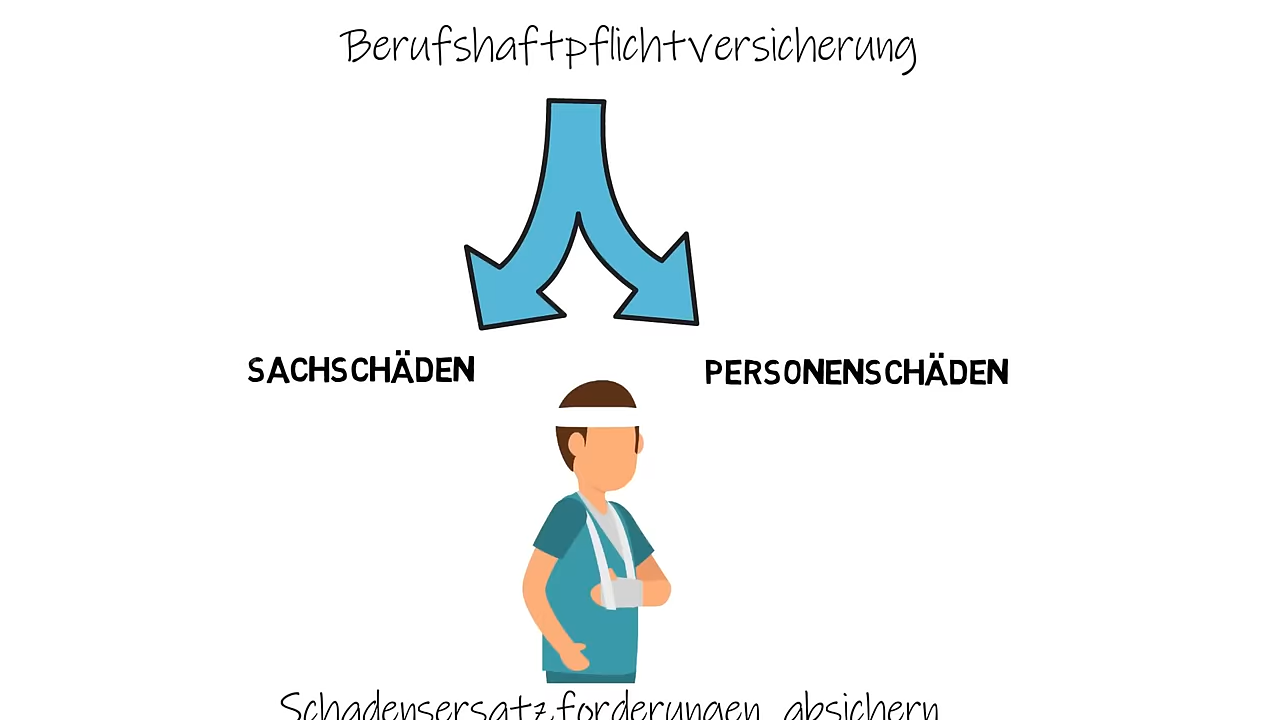 Berufshaftpflichtversicherung
SACHSCHÄDEN
PERSONENSCHÄDEN
Schadensersatzforderungen absichern